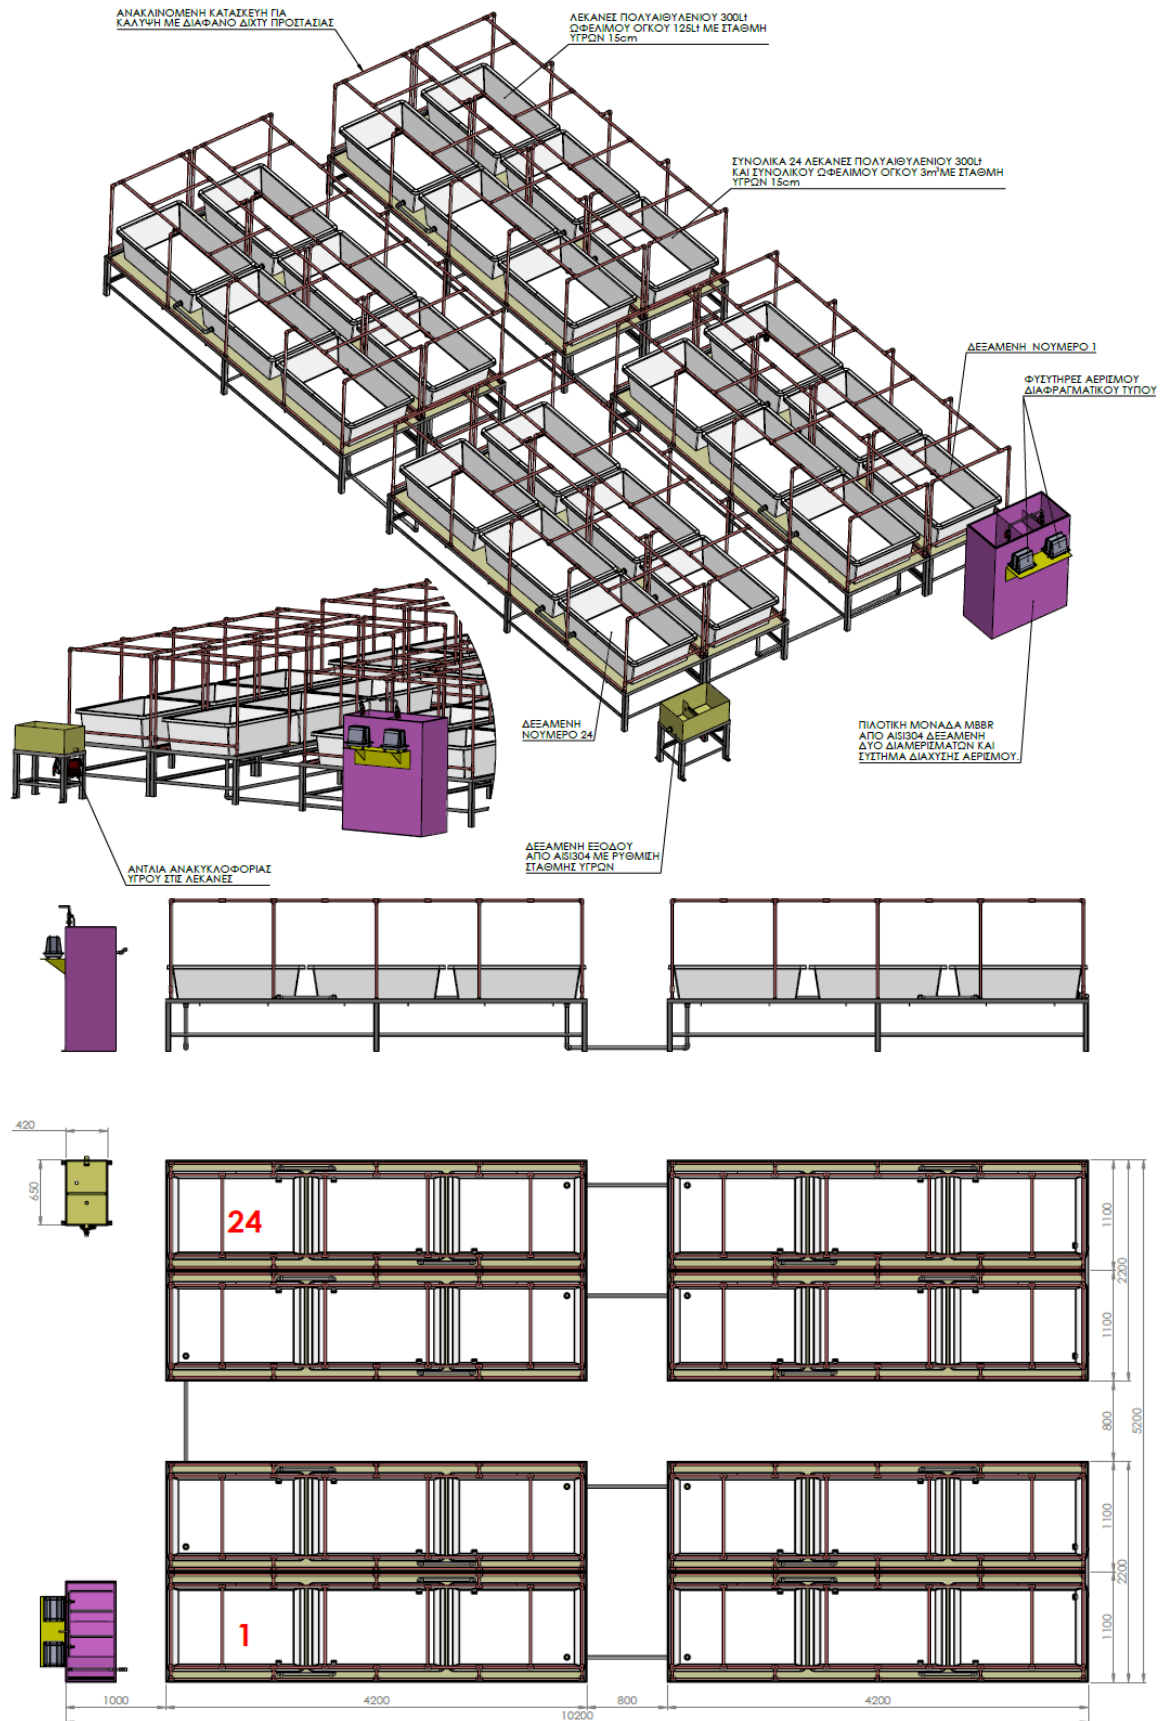 ΑΝΑΚΛΙΝΟΜΕΝΗ ΚΑΤΑΣΚΕΥΗ ΓΙΑ
ΚΑΛΥΨΗ ΜΕ ΔΙΑΦΑΝΟ ΔΙΧΤΥ ΠΡΟΣΤΑΣΙΑΣ
ΛΕΚΑΝΕΣ ΠΟΛΥΑΙΘΥΛΕΝΙΟΥ 300Lt
ΩΦΕΛΙΜΟΥ ΟΓΚΟΥ 125Lt ΜΕ ΣΤΑΘΜΗ
ΥΓΡΩΝ 15cm
ΣΥΝΟΛΙΚΑ 24 ΛΕΚΑΝΕΣ ΠΟΛΥΑΙΘΥΛΕΝΙΟΥ 300Lt
ΚΑΙ ΣΥΝΟΛΙΚΟΥ ΩΦΕΛΙΜΟΥ ΟΓΚΟΥ 3m³ΜΕ ΣΤΑΘΜΗ
ΥΓΡΩΝ 15cm
ΔΕΞΑΜΕΝΗ ΝΟΥΜΕΡΟ 1
ΦΥΣΥΤΗΡΕΣ ΑΕΡΙΣΜΟΥ
ΔΙΑΦΡΑΓΜΑΤΙΚΟΥ ΤΥΠΟΥ
ΔΕΞΑΜΕΝΗ
ΝΟΥΜΕΡΟ 24
ΠΙΛΟΤΙΚΗ ΜΟΝΑΔΑ MBBR
ΑΠΟ AISI304 ΔΕΞΑΜΕΝΗ
ΔΥΟ ΔΙΑΜΕΡΙΣΜΑΤΩΝ ΚΑΙ
ΣΥΣΤΗΜΑ ΔΙΑΧΥΣΗΣ ΑΕΡΙΣΜΟΥ.
ΔΕΞΑΜΕΝΗ ΕΞΟΔΟΥ
ΑΠΟ AISI304 ΜΕ ΡΥΘΜΙΣΗ
ΣΤΑΘΜΗΣ ΥΓΡΩΝ
ΑΝΤΛΙΑ ΑΝΑΚΥΚΛΟΦΟΡΙΑΣ
ΥΓΡΟΥ ΣΤΙΣ ΛΕΚΑΝΕΣ
420
650
24
1100
2200
1100
800
5200
1100
2200
1100
1
1000
4200
800
4200
10200